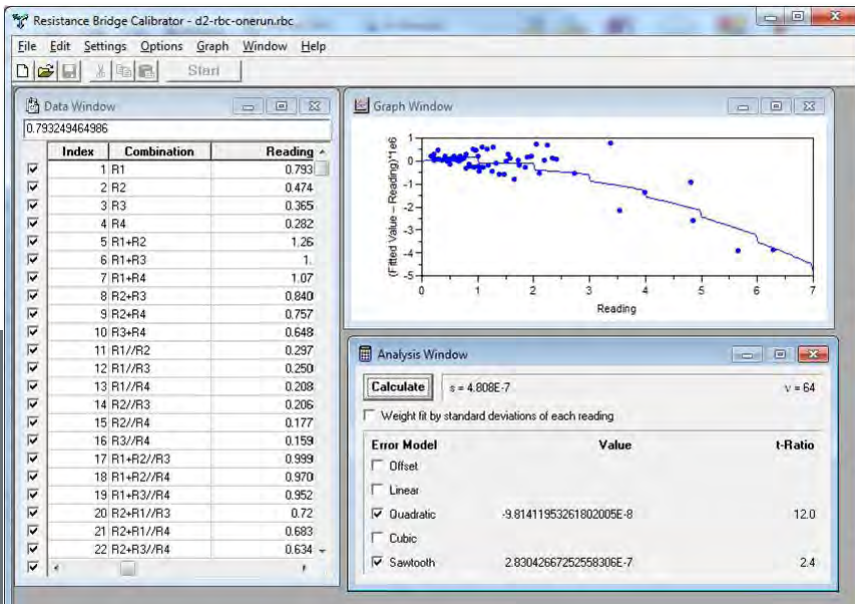 Resistance Bridge Calibrator - d2-rbc-onerun.rbc
File Edit Settings Options Graph Window Help
Start
Data Window
0.793249464986
Index Combination Reading
1 R1 0.793
2 R2 0.474
3 R3 0.365
4 R4 0.282
5 R1+R2 1.26
6 R1+R3 1.
7 R1+R4 1.07
8 R2+R3 0.840
9 R2+R4 0.757
10 R3+R4 0.648
11 R1//R2 0.297
12 R1//R3 0.250
13 R1//R4 0.208
14 R2//R3 0.206
15 R2//R4 0.177
16 R3//R4 0.159
17 R1+R2//R3 0.999
18 R1+R2//R4 0.970
19 R1+R3//R4 0.952
20 R2+R1//R3 0.72
21 R2+R1//R4 0.683
22 R2+R3//R4 0.634
Graph Window
(Fitted Value – Reading)*1e6
1
0
-1
-2
-3
-4
-5
0 1 2 3 4 5 6 7
Reading
Analysis Window
Calculate s = 4.808E-7 ν = 64
Weight fit by standard deviations of each reading
Error Model Value t-Ratio
Offset
Linear
Quadratic -9.81411953261802005E-8 12.0
Cubic
Sawtooth 2.83042667252558306E-7 2.4